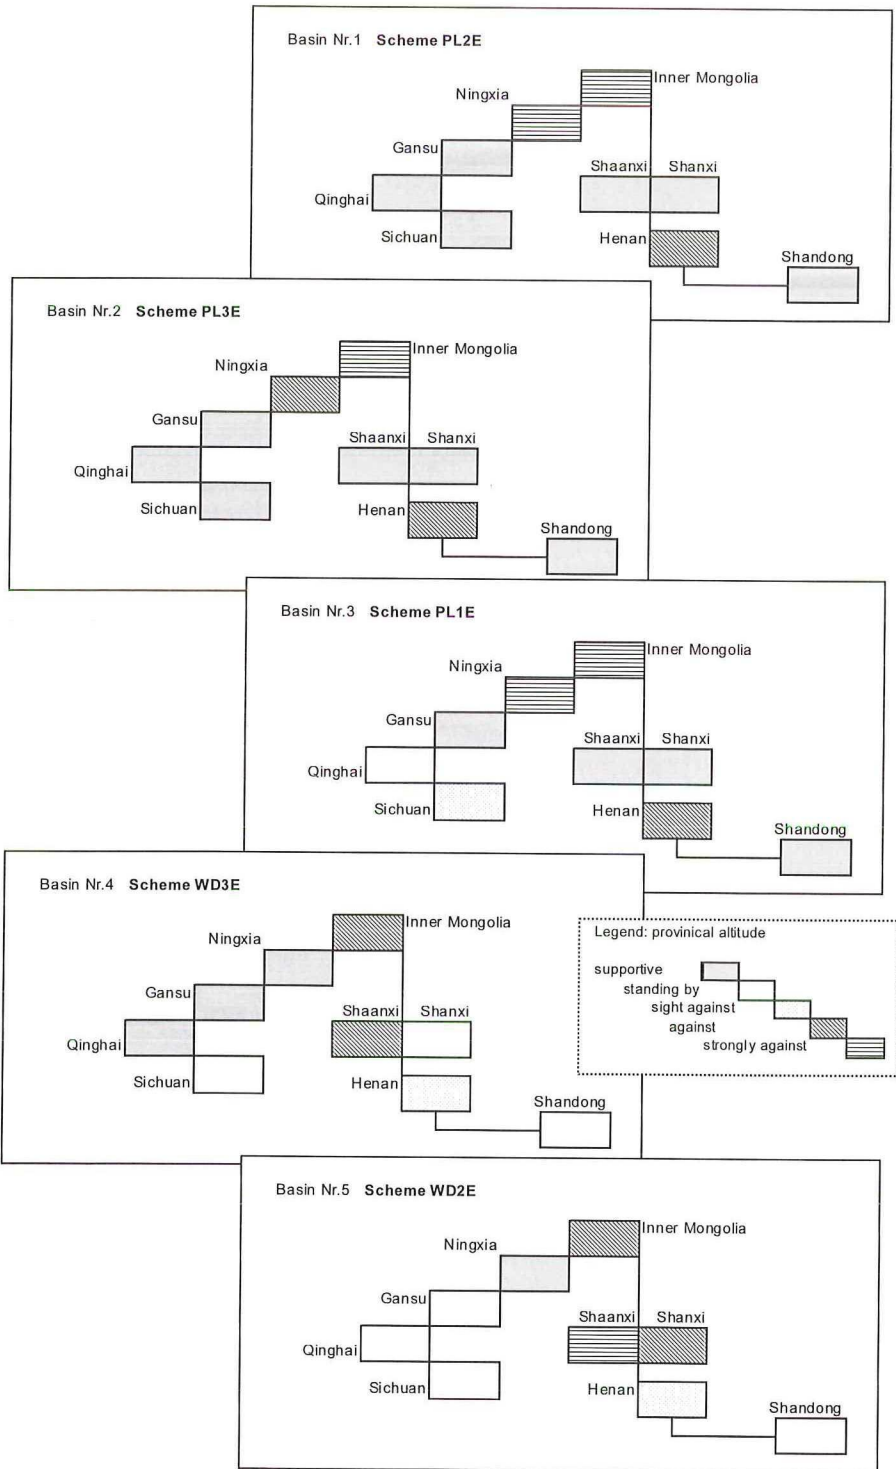 Basin Nr.1 Scheme PL2E
Inner Mongolia
Ningxia
Gansu
Shaanxi Shanxi
Qinghai
Sichuan
Henan
Shandong
Basin Nr.2 Scheme PL3E
Inner Mongolia
Ningxia
Gansu
Shaanxi Shanxi
Qinghai
Sichuan
Henan
Shandong
Basin Nr.3 Scheme PL1E
Inner Mongolia
Ningxia
Gansu
Shaanxi Shanxi
Qinghai
Sichuan
Henan
Shandong
Basin Nr.4 Scheme WD3E
Inner Mongolia
Ningxia
Gansu
Shaanxi Shanxi
Qinghai
Sichuan
Henan
Shandong
Legend: provinical altitude
supportive
standing by
sight against
against
strongly against
Basin Nr.5 Scheme WD2E
Inner Mongolia
Ningxia
Gansu
Shaanxi Shanxi
Qinghai
Sichuan
Henan
Shandong